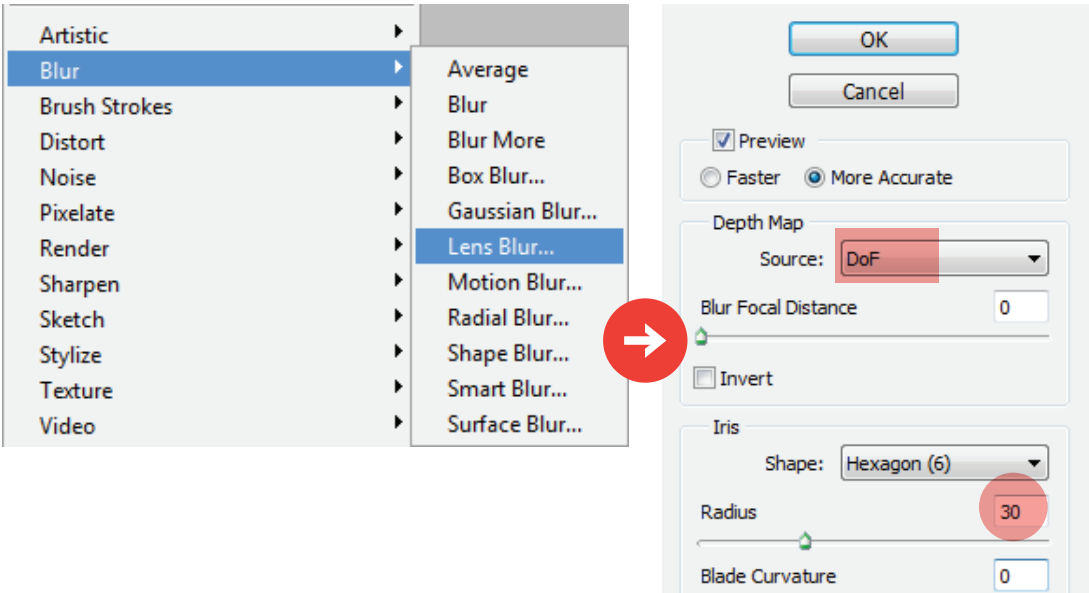 Artistic
Blur
Brush Strokes
Distort
Noise
Pixelate
Render
Sharpen
Sketch
Stylize
Texture
Video
Average
Blur
Blur More
Box Blur...
Gaussian Blur...
Lens Blur...
Motion Blur...
Radial Blur...
Shape Blur...
Smart Blur...
Surface Blur...
OK
Cancel
Preview
Faster More Accurate
Depth Map
Source: DoF
Blur Focal Distance 0
Invert
Iris
Shape: Hexagon (6)
Radius 30
Blade Curvature 0